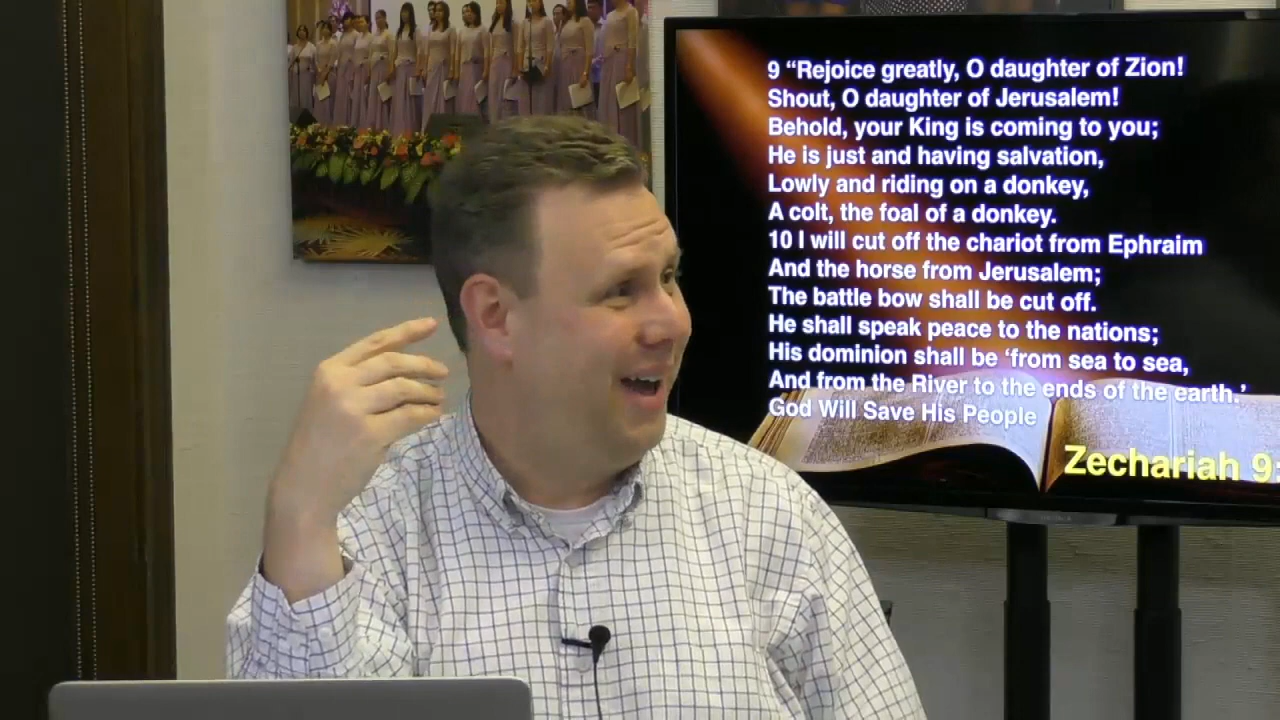 9 “Rejoice greatly, O daughter of Zion!
Shout, O daughter of Jerusalem!
Behold, your King is coming to you;
He is just and having salvation,
Lowly and riding on a donkey,
A colt, the foal of a donkey.
10 I will cut off the chariot from Ephraim
And the horse from Jerusalem;
The battle bow shall be cut off.
He shall speak peace to the nations;
His dominion shall be ‘from sea to sea,
And from the River to the ends of the earth.’
God Will Save His People
Zechariah 9: